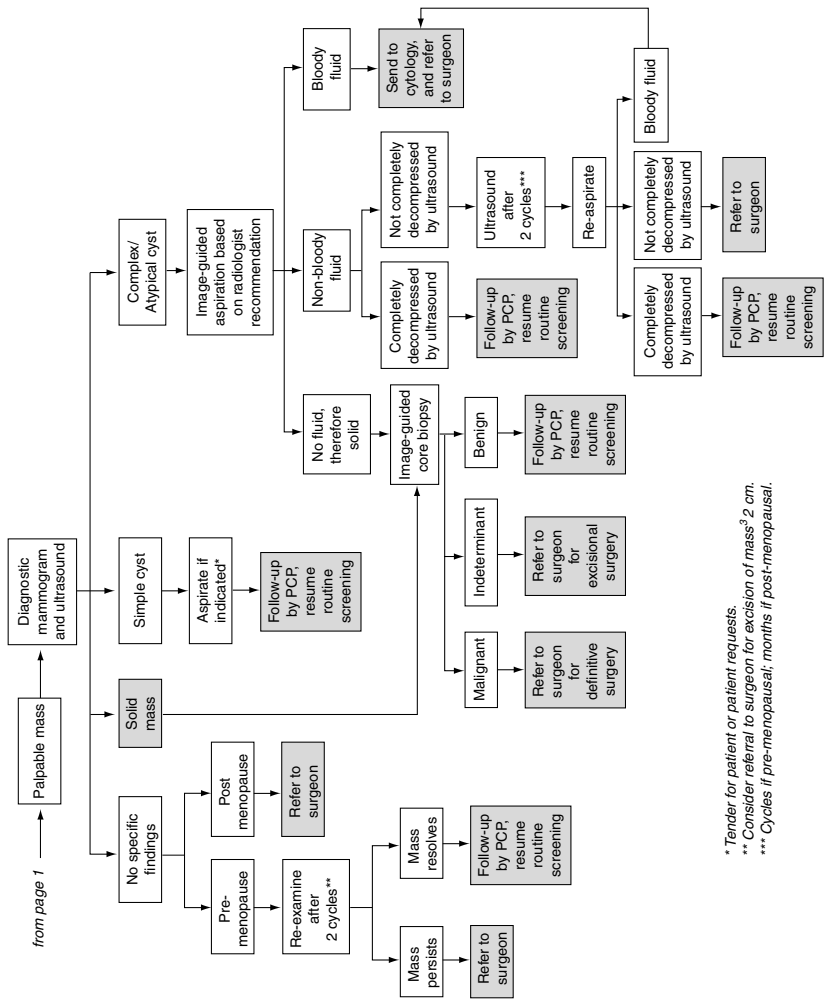 from page 1
Palpable mass
Diagnostic
mammogram
and ultrasound
No specific
findings
Solid
mass
Simple cyst
Complex/
Atypical cyst
Pre-
menopause
Post
menopause
Aspirate if
indicated*
Image-guided
aspiration based
on radiologist
recommendation
Re-examine
after
2 cycles**
Refer to
surgeon
Follow-up
by PCP,
resume
routine
screening
No fluid,
therefore
solid
Non-bloody
fluid
Bloody
fluid
Mass
persists
Mass
resolves
Image-guided
core biopsy
Completely
decompressed
by ultrasound
Not completely
decompressed
by ultrasound
Send to
cytology,
and refer
to surgeon
Refer to
surgeon
Follow-up
by PCP,
resume
routine
screening
Malignant
Indeterminant
Benign
Follow-up
by PCP,
resume
routine
screening
Ultrasound
after
2 cycles***
Refer to
surgeon
for
definitive
surgery
Refer to
surgeon
for
excisional
surgery
Follow-up
by PCP,
resume
routine
screening
Re-aspirate
Completely
decompressed
by ultrasound
Not completely
decompressed
by ultrasound
Bloody fluid
Follow-up
by PCP,
resume
routine
screening
Refer to
surgeon
* Tender for patient or patient requests.
** Consider referral to surgeon for excision of mass³ 2 cm.
*** Cycles if pre-menopausal; months if post-menopausal.